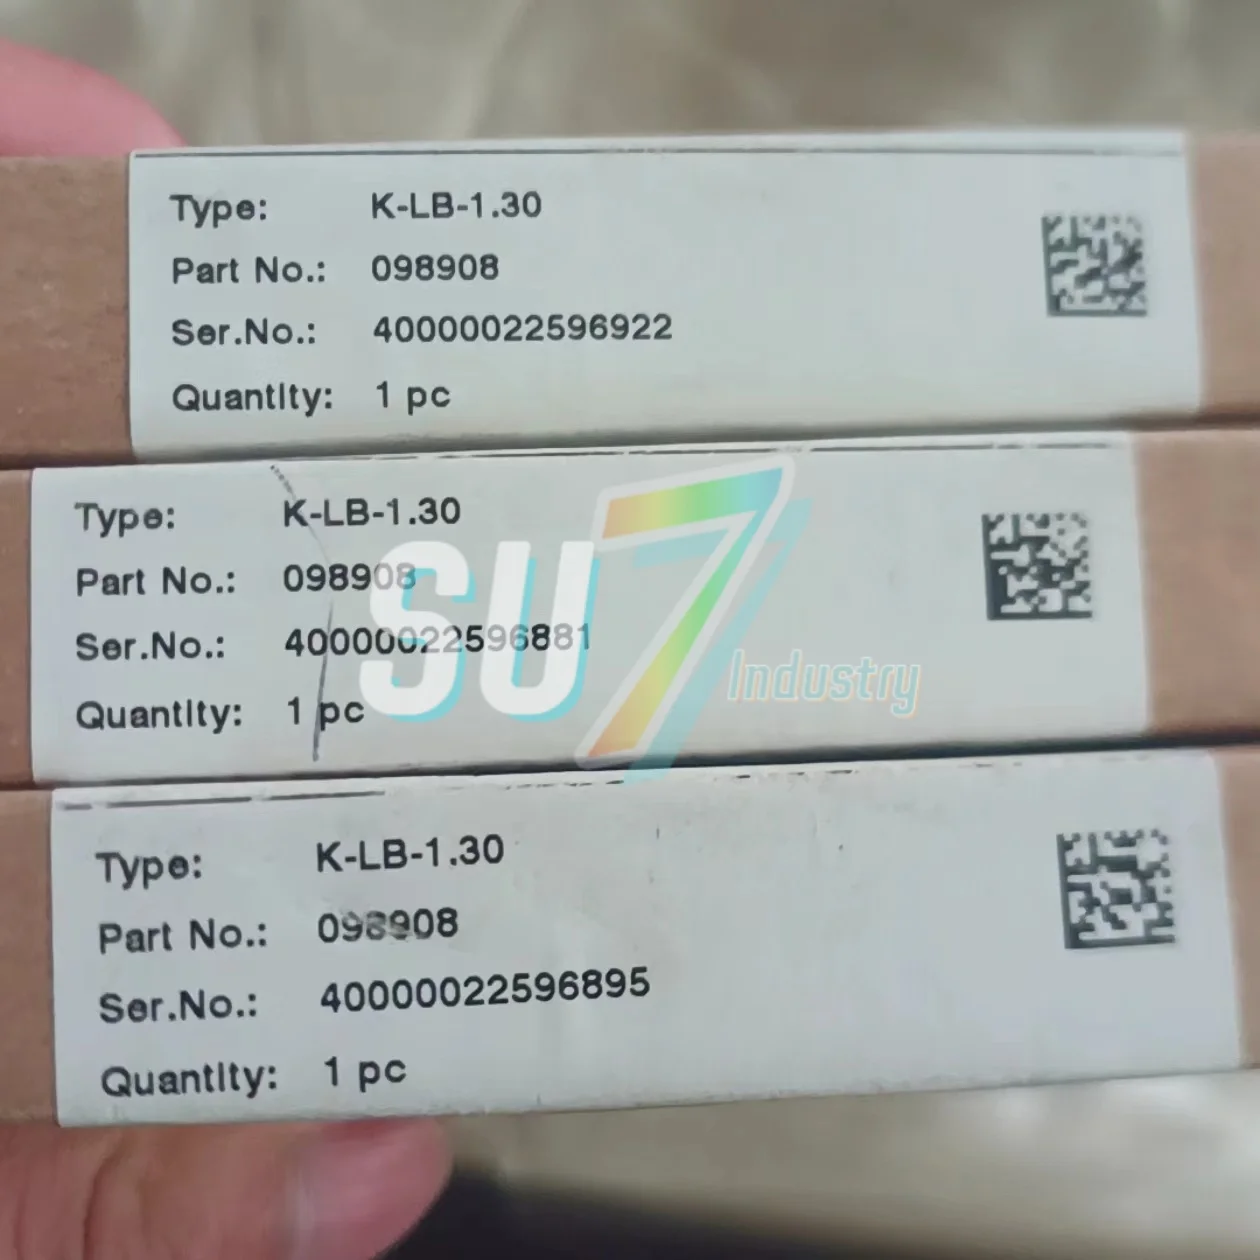 Type: K-LB-1.30
Part No.: 098908
Ser.No.: 40000022596922
Quantity: 1 pc
Type: K-LB-1.30
Part No.: 098908
Ser.No.: 40000022596881
Quantity: 1 pc
SU7 Industry
Type: K-LB-1.30
Part No.: 098908
Ser.No.: 40000022596895
Quantity: 1 pc